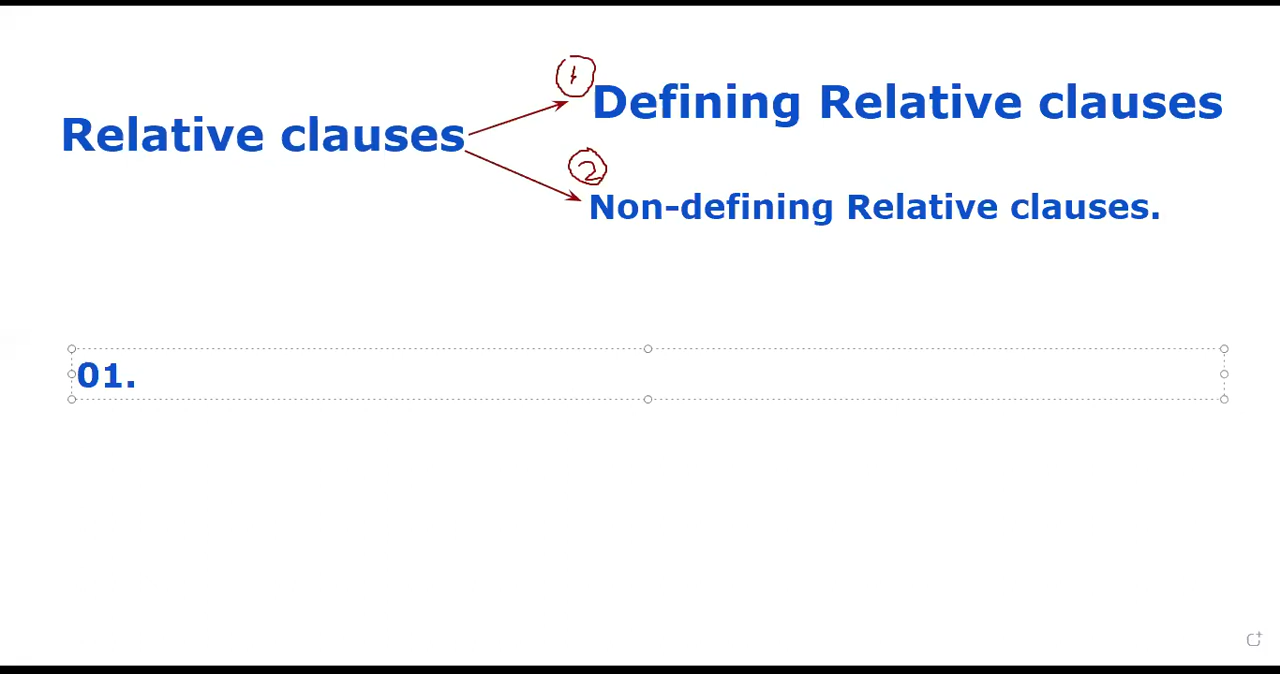 1
Defining Relative clauses
Relative clauses
2
Non-defining Relative clauses.
01.